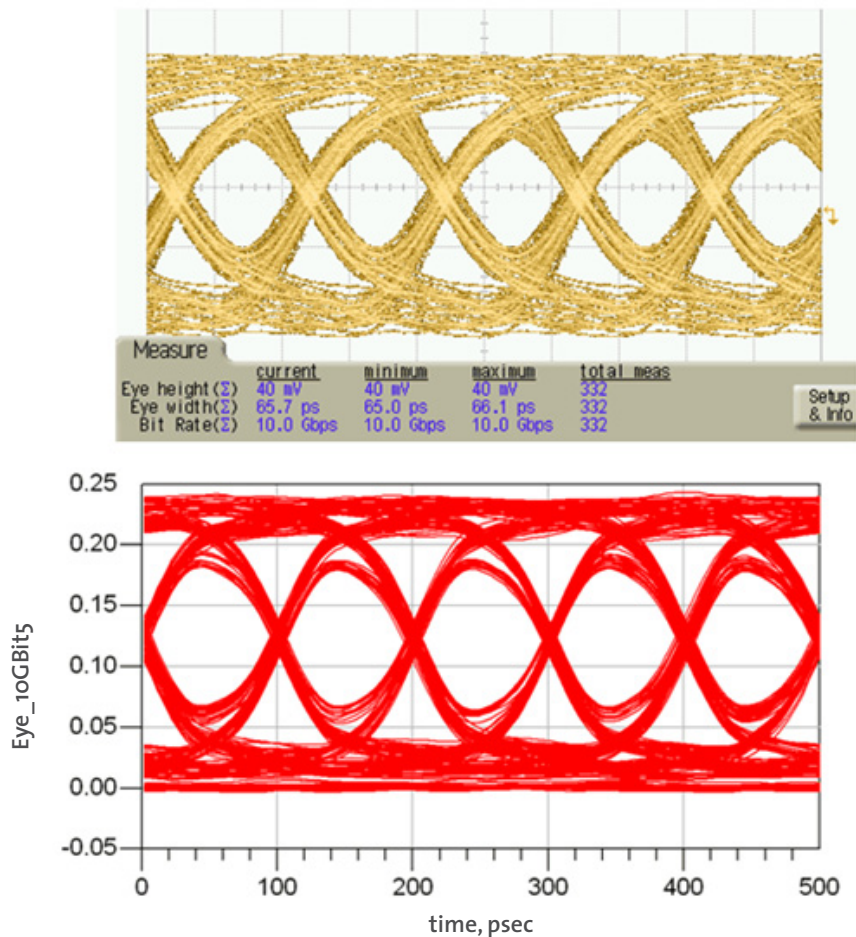 Measure
current minimum maximum total meas
Eye height(Σ) 40 mV 40 mV 40 mV 332
Eye width(Σ) 65.7 ps 65.0 ps 66.1 ps 332
Bit Rate(Σ) 10.0 Gbps 10.0 Gbps 10.0 Gbps 332
Setup
& Info
0.25
0.20
0.15
0.10
0.05
0.00
-0.05
Eye_10GBit5
0 100 200 300 400 500
time, psec